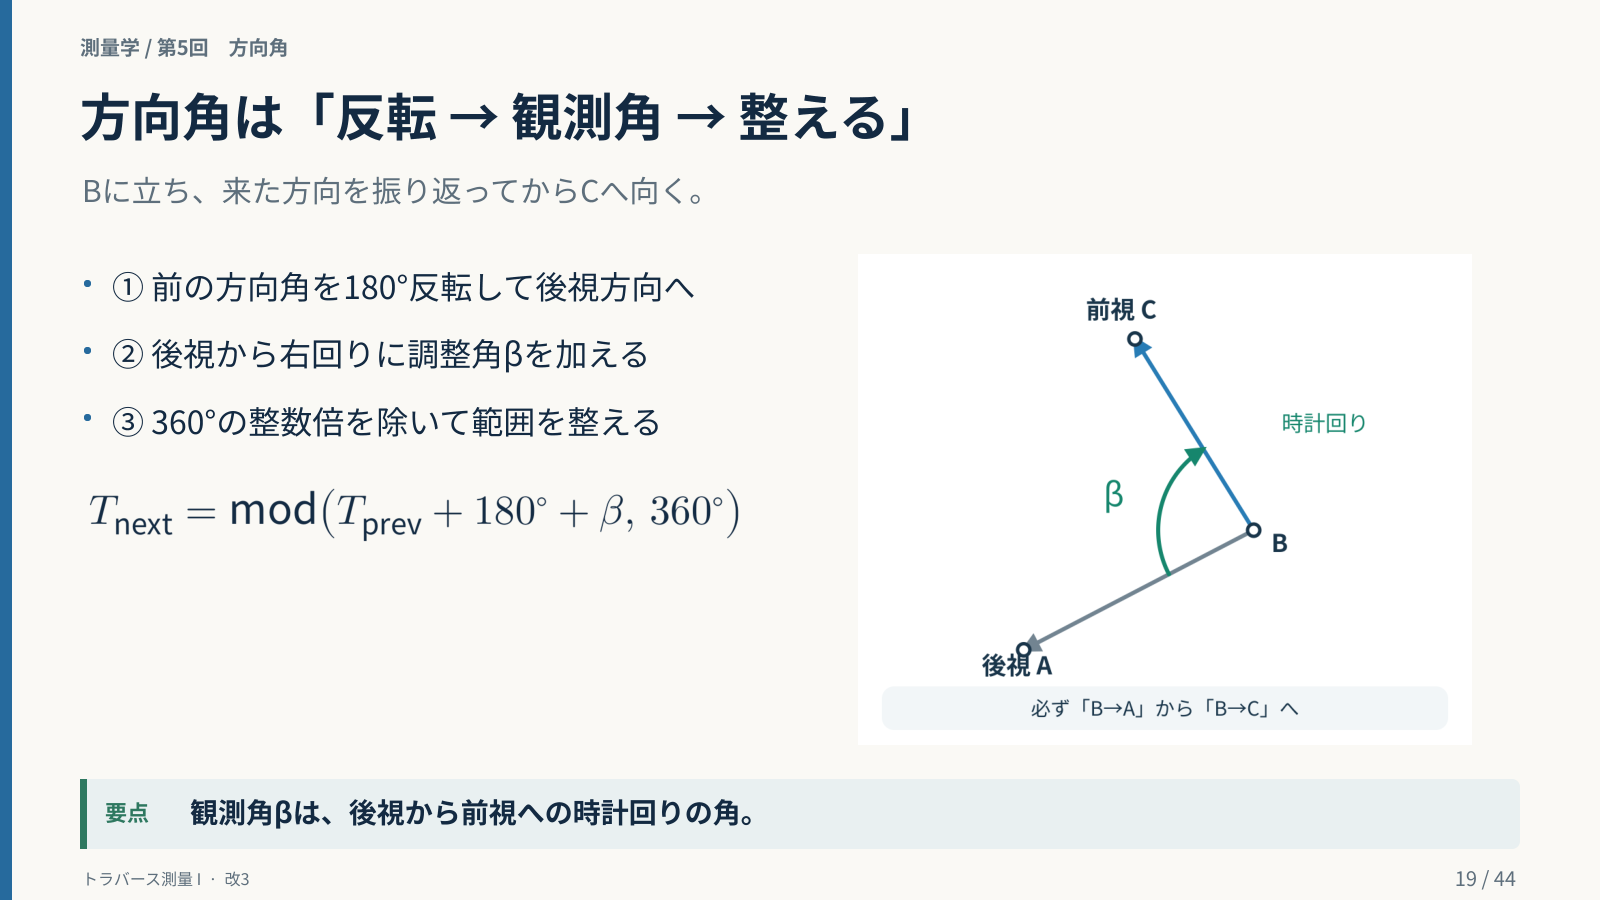 測量学 / 第5回　方向角
方向角は「反転 → 観測角 → 整える」
Bに立ち、来た方向を振り返ってからCへ向く。
• ① 前の方向角を180°反転して後視方向へ
• ② 後視から右回りに調整角βを加える
• ③ 360°の整数倍を除いて範囲を整える
T_next = mod(T_prev + 180° + β, 360°)
前視 C
時計回り
β
B
後視 A
必ず「B→A」から「B→C」へ
要点　観測角βは、後視から前視への時計回りの角。
トラバース測量 I · 改3
19 / 44